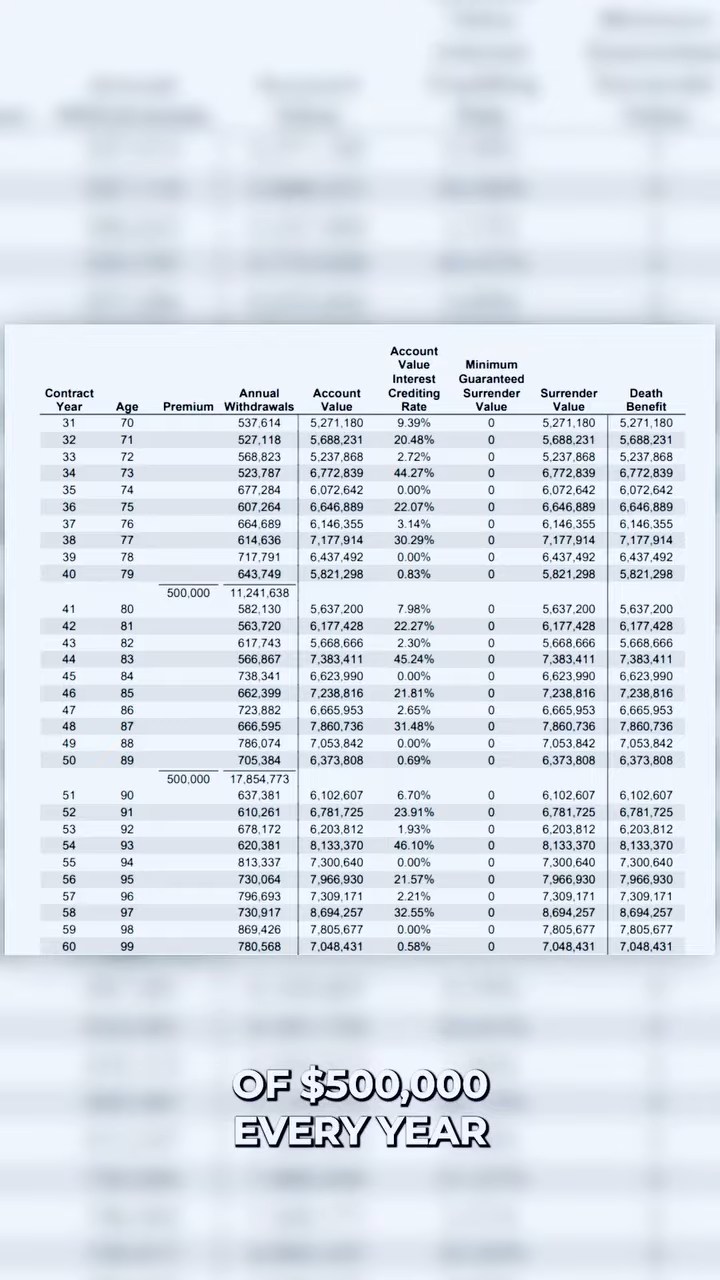 Account
Value Minimum
Interest Guaranteed
Contract Annual Account Crediting Surrender Surrender Death
Year Age Premium Withdrawals Value Rate Value Value Benefit
31 70 537,614 5,271,180 9.39% 0 5,271,180 5,271,180
32 71 527,118 5,688,231 20.48% 0 5,688,231 5,688,231
33 72 568,823 5,237,868 2.72% 0 5,237,868 5,237,868
34 73 523,787 6,772,839 44.27% 0 6,772,839 6,772,839
35 74 677,284 6,072,642 0.00% 0 6,072,642 6,072,642
36 75 607,264 6,646,889 22.07% 0 6,646,889 6,646,889
37 76 664,689 6,146,355 3.14% 0 6,146,355 6,146,355
38 77 614,636 7,177,914 30.29% 0 7,177,914 7,177,914
39 78 717,791 6,437,492 0.00% 0 6,437,492 6,437,492
40 79 643,749 5,821,298 0.83% 0 5,821,298 5,821,298
500,000 11,241,638
41 80 582,130 5,637,200 7.98% 0 5,637,200 5,637,200
42 81 563,720 6,177,428 22.27% 0 6,177,428 6,177,428
43 82 617,743 5,668,666 2.30% 0 5,668,666 5,668,666
44 83 566,867 7,383,411 45.24% 0 7,383,411 7,383,411
45 84 738,341 6,623,990 0.00% 0 6,623,990 6,623,990
46 85 662,399 7,238,816 21.81% 0 7,238,816 7,238,816
47 86 723,882 6,665,953 2.65% 0 6,665,953 6,665,953
48 87 666,595 7,860,736 31.48% 0 7,860,736 7,860,736
49 88 786,074 7,053,842 0.00% 0 7,053,842 7,053,842
50 89 705,384 6,373,808 0.69% 0 6,373,808 6,373,808
500,000 17,854,773
51 90 637,381 6,102,607 6.70% 0 6,102,607 6,102,607
52 91 610,261 6,781,725 23.91% 0 6,781,725 6,781,725
53 92 678,172 6,203,812 1.93% 0 6,203,812 6,203,812
54 93 620,381 8,133,370 46.10% 0 8,133,370 8,133,370
55 94 813,337 7,300,640 0.00% 0 7,300,640 7,300,640
56 95 730,064 7,966,930 21.57% 0 7,966,930 7,966,930
57 96 796,693 7,309,171 2.21% 0 7,309,171 7,309,171
58 97 730,917 8,694,257 32.55% 0 8,694,257 8,694,257
59 98 869,426 7,805,677 0.00% 0 7,805,677 7,805,677
60 99 780,568 7,048,431 0.58% 0 7,048,431 7,048,431
OF $500,000
EVERY YEAR